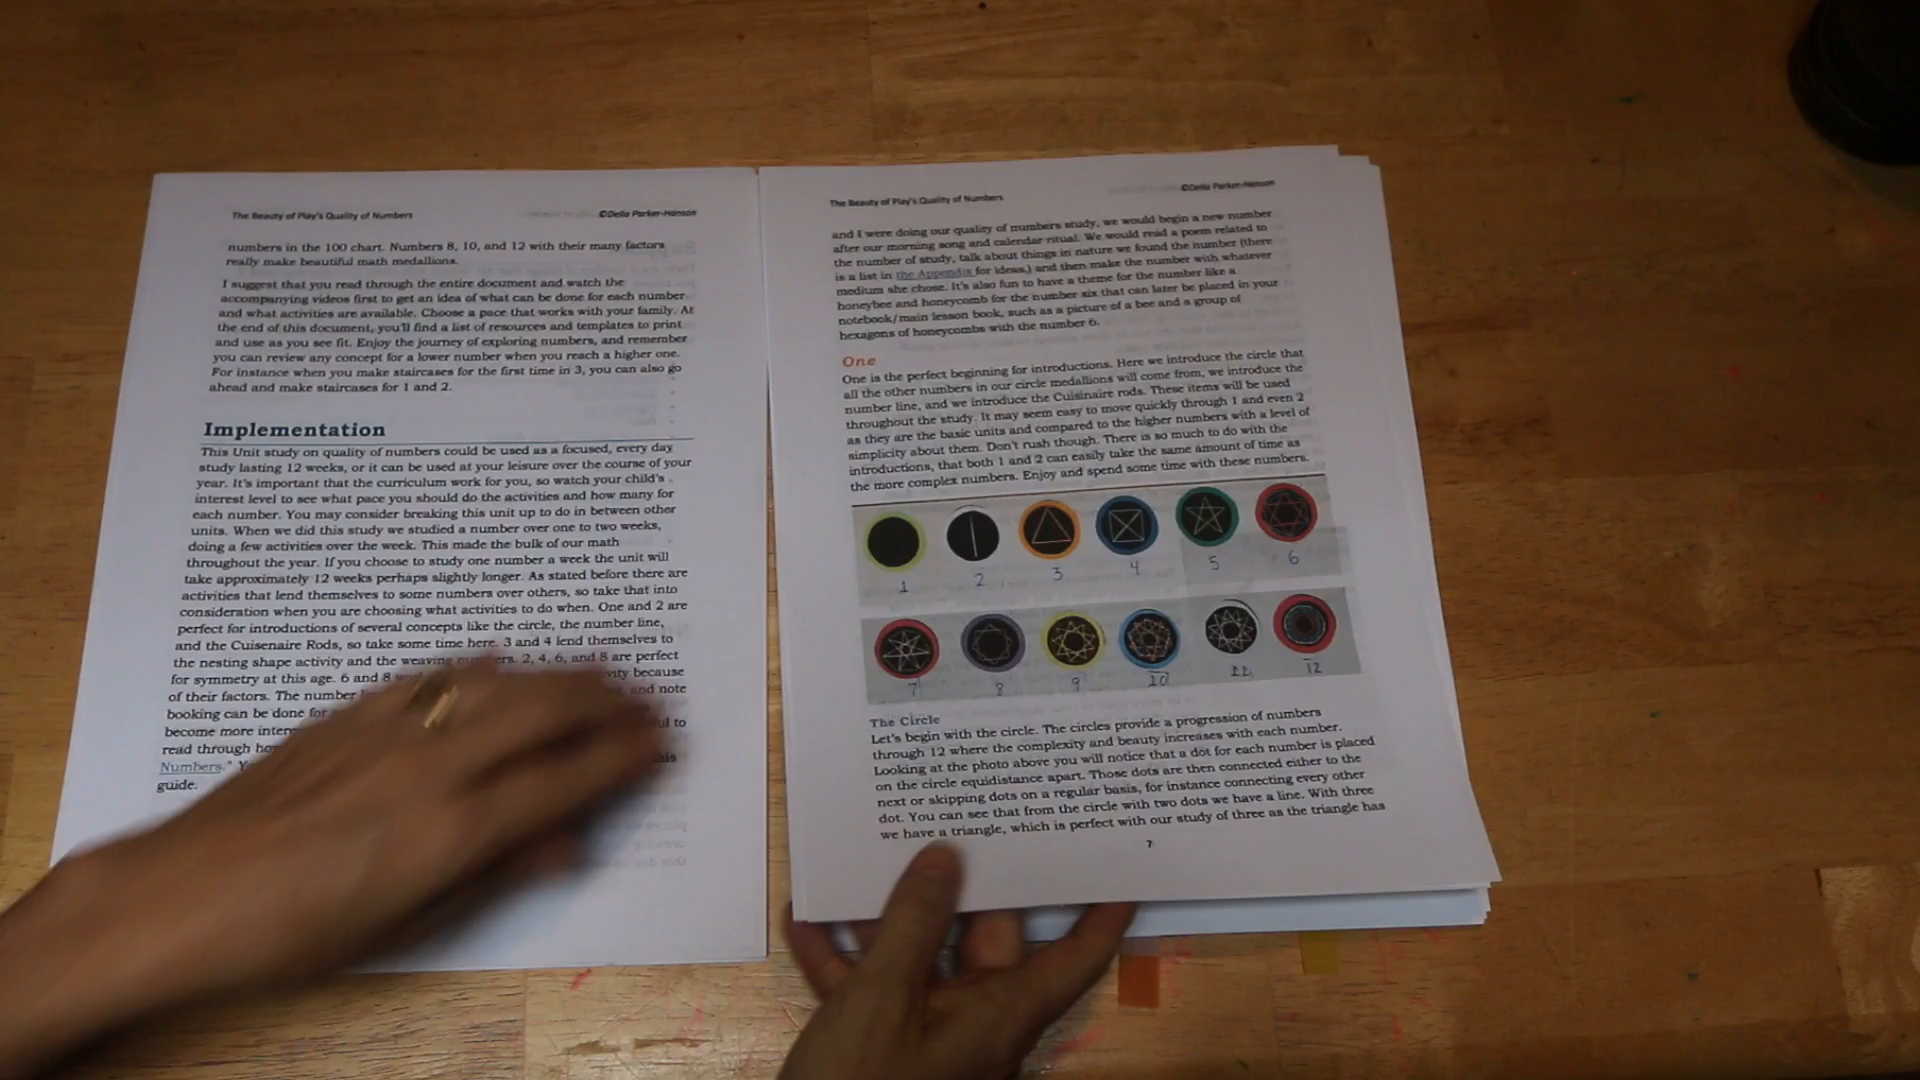 The Beauty of Play's Quality of Numbers
©Delia Parker-Hanson
numbers in the 100 chart. Numbers 8, 10, and 12 with their many factors
really make beautiful math medallions.
I suggest that you read through the entire document and watch the
accompanying videos first to get an idea of what can be done for each number
and what activities are available. Choose a pace that works with your family. At
the end of this document, you'll find a list of resources and templates to print
and use as you see fit. Enjoy the journey of exploring numbers, and remember
you can review any concept for a lower number when you reach a higher one.
For instance when you make staircases for the first time in 3, you can also go
ahead and make staircases for 1 and 2.
Implementation
This Unit study on quality of numbers could be used as a focused, every day
study lasting 12 weeks, or it can be used at your leisure over the course of your
year. It's important that the curriculum work for you, so watch your child's
interest level to see what pace you should do the activities and how many for
each number. You may consider breaking this unit up to do in between other
units. When we did this study we studied a number over one to two weeks,
doing a few activities over the week. This made the bulk of our math
throughout the year. If you choose to study one number a week the unit will
take approximately 12 weeks perhaps slightly longer. As stated before there are
activities that lend themselves to some numbers over others, so take that into
consideration when you are choosing what activities to do when. One and 2 are
perfect for introductions of several concepts like the circle, the number line,
and the Cuisenaire Rods, so take some time here. 3 and 4 lend themselves to
the nesting shape activity and the weaving 2, 4, 6, and 8 are perfect
for symmetry at this age. 6 and 8 because
of their factors. The number and note
booking can be done for
become more to
read through
Numbers."
guide.
The Beauty of Play's Quality of Numbers
©Delia Parker-Hanson
and I were doing our quality of numbers study, we would begin a new number
after our morning song and calendar ritual. We would read a poem related to
the number of study, talk about things in nature we found the number (there
is a list in the Appendix for ideas,) and then make the number with whatever
medium she chose. It's also fun to have a theme for the number like a
honeybee and honeycomb for the number six that can later be placed in your
notebook/main lesson book, such as a picture of a bee and a group of
hexagons of honeycombs with the number 6.
One
One is the perfect beginning for introductions. Here we introduce the circle that
all the other numbers in our circle medallions will come from, we introduce the
number line, and we introduce the Cuisinaire rods. These items will be used
throughout the study. It may seem easy to move quickly through 1 and even 2
as they are the basic units and compared to the higher numbers with a level of
simplicity about them. Don't rush though. There is so much to do with the
introductions, that both 1 and 2 can easily take the same amount of time as
the more complex numbers. Enjoy and spend some time with these numbers.
1 2 3 4 5 6
7 8 9 10 11 12
The Circle
Let's begin with the circle. The circles provide a progression of numbers
through 12 where the complexity and beauty increases with each number.
Looking at the photo above you will notice that a dot for each number is placed
on the circle equidistance apart. Those dots are then connected either to the
next or skipping dots on a regular basis, for instance connecting every other
dot. You can see that from the circle with two dots we have a line. With three
we have a triangle, which is perfect with our study of three as the triangle has
7